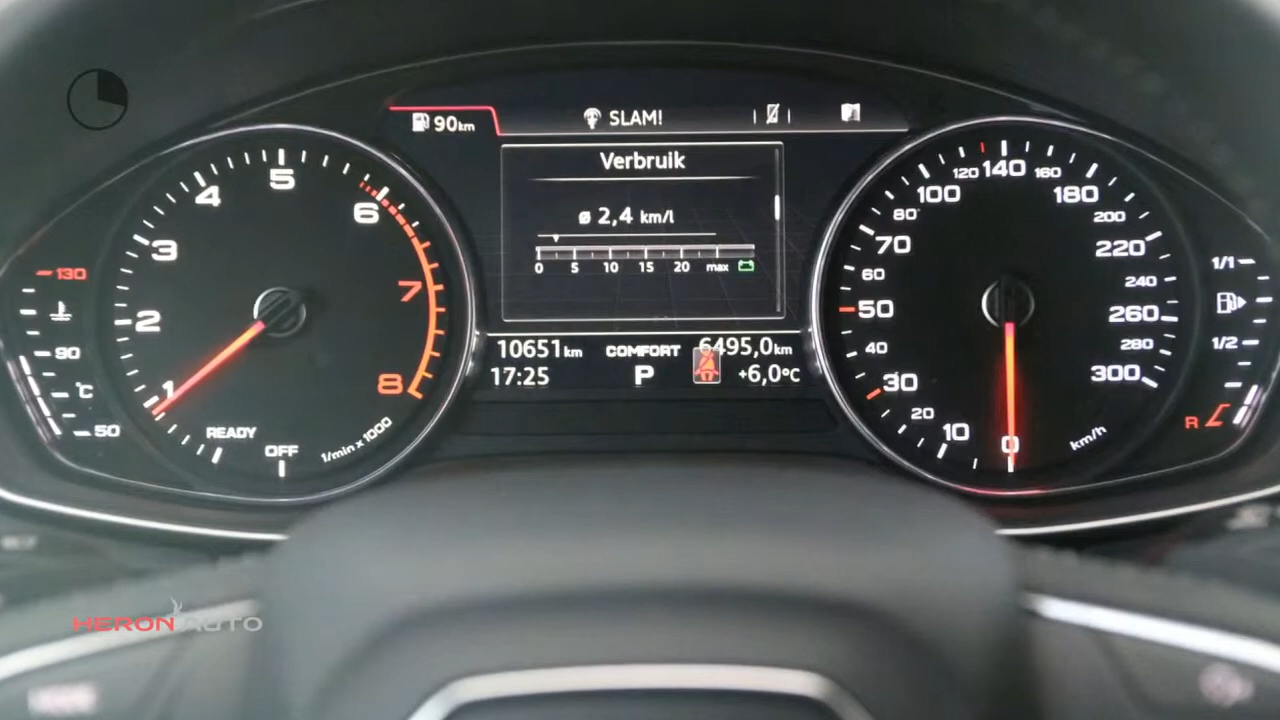 90km
SLAM!
Verbruik
ø 2,4 km/l
0 5 10 15 20 max
10651km
COMFORT
6495,0km
17:25
P
+6,0°C
130
90
°C
50
1
2
3
4
5
6
7
8
READY
OFF
1/min x 1000
0
10
20
30
40
50
60
70
80
100
120
140
160
180
200
220
240
260
280
300
km/h
1/1
1/2
R
HERON AUTO